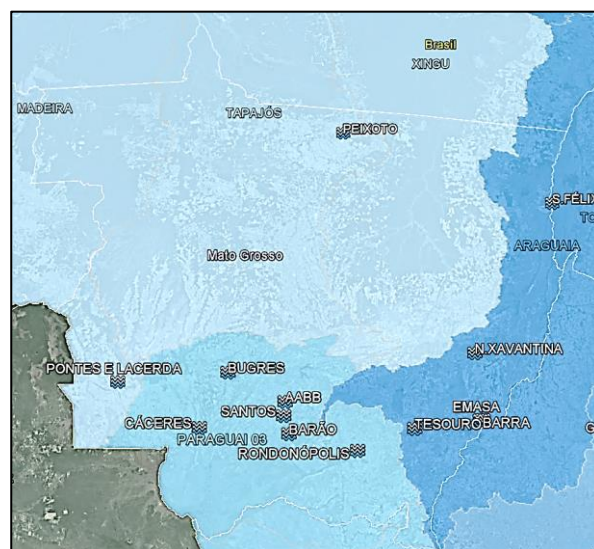 Brasil
XINGU
MADEIRA
TAPAJÓS
PEIXOTO
S.FÉLIX
TO
ARAGUAIA
Mato Grosso
N.XAVANTINA
PONTES E LACERDA
BUGRES
AABB
SANTOS
EMASA
CÁCERES
BARÃO
TESOURO
BARRA
G
PARAGUAI 03
RONDONÓPOLIS